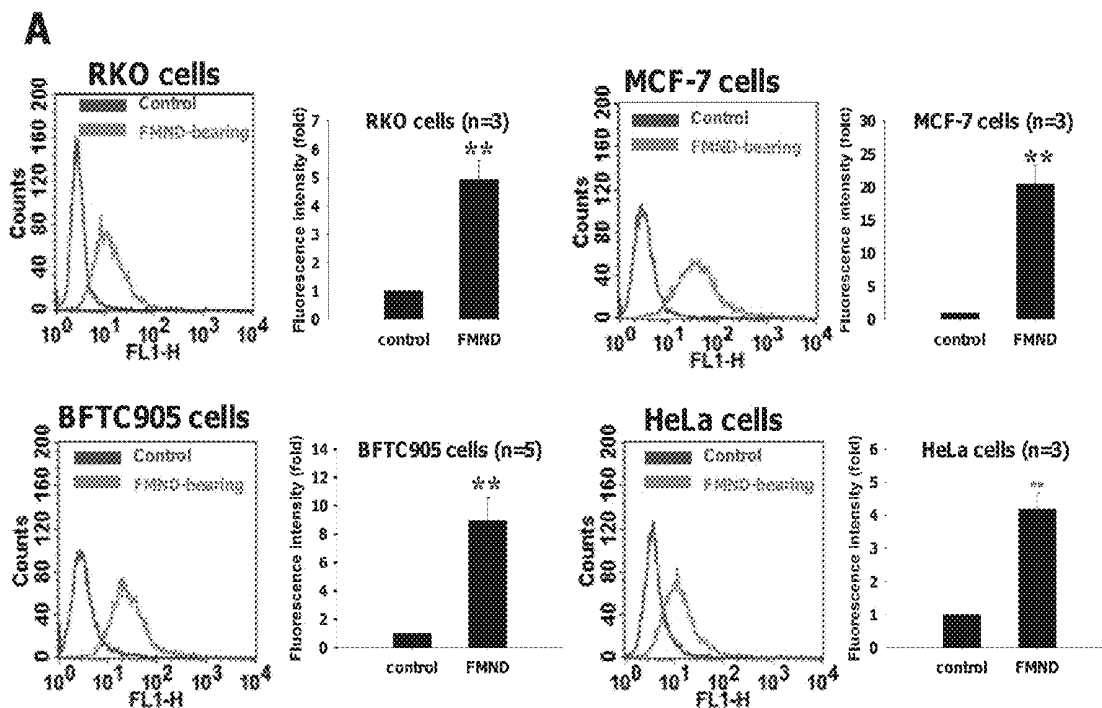 A
RKO cells
Control
FMND-bearing
Counts
200
160
120
80
40
0
10^0 10^1 10^2 10^3 10^4
FL1-H
RKO cells (n=3)
**
Fluorescence intensity (fold)
7
6
5
4
3
2
1
0
control FMND
MCF-7 cells
Control
FMND-bearing
Counts
200
160
120
80
40
0
10^0 10^1 10^2 10^3 10^4
FL1-H
MCF-7 cells (n=3)
**
Fluorescence intensity (fold)
30
25
20
15
10
5
0
control FMND
BFTC905 cells
Control
FMND-bearing
Counts
200
160
120
80
40
0
10^0 10^1 10^2 10^3 10^4
FL1-H
BFTC905 cells (n=5)
**
Fluorescence intensity (fold)
14
12
10
8
6
4
2
0
control FMND
HeLa cells
Control
FMND-bearing
Counts
200
160
120
80
40
0
10^0 10^1 10^2 10^3 10^4
FL1-H
HeLa cells (n=3)
**
Fluorescence intensity (fold)
6
5
4
3
2
1
0
control FMND